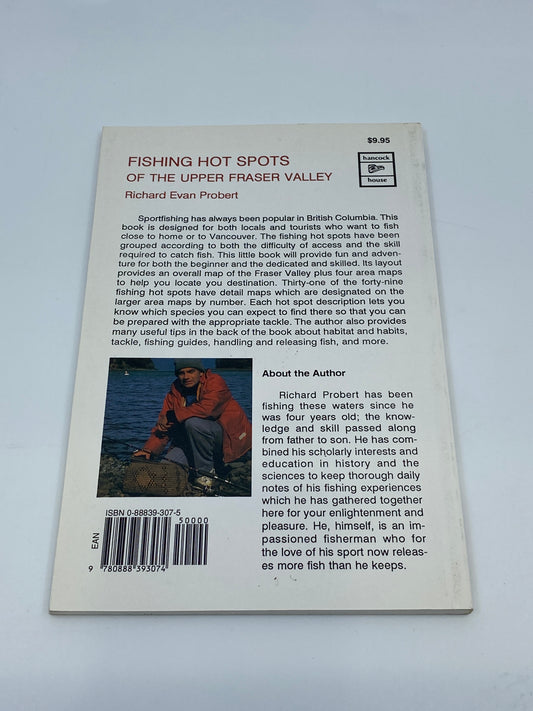 $9.95
FISHING HOT SPOTS
OF THE UPPER FRASER VALLEY
Richard Evan Probert
hancock
house
Sportfishing has always been popular in British Columbia. This
book is designed for both locals and tourists who want to fish
close to home or to Vancouver. The fishing hot spots have been
grouped according to both the difficulty of access and the skill
required to catch fish. This little book will provide fun and adven-
ture for both the beginner and the dedicated and skilled. Its layout
provides an overall map of the Fraser Valley plus four area maps
to help you locate you destination. Thirty-one of the forty-nine
fishing hot spots have detail maps which are designated on the
larger area maps by number. Each hot spot description lets you
know which species you can expect to find there so that you can
be prepared with the appropriate tackle. The author also provides
many useful tips in the back of the book about habitat and habits,
tackle, fishing guides, handling and releasing fish, and more.
About the Author
Richard Probert has been
fishing these waters since he
was four years old; the know-
ledge and skill passed along
from father to son. He has com-
bined his scholarly interests and
education in history and the
sciences to keep thorough daily
notes of his fishing experiences
which he has gathered together
here for your enlightenment and
pleasure. He, himself, is an im-
passioned fisherman who for
the love of his sport now releas-
es more fish than he keeps.
ISBN 0-88839-307-5
50000
EAN
9 780888 393074